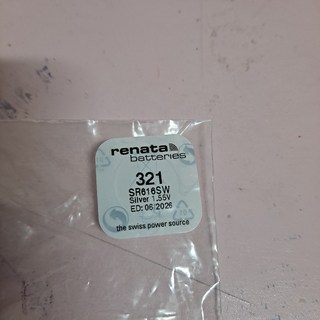 renata
batteries
321
SR616SW
Silver 1.55V
ED: 06/2026
the swiss power source